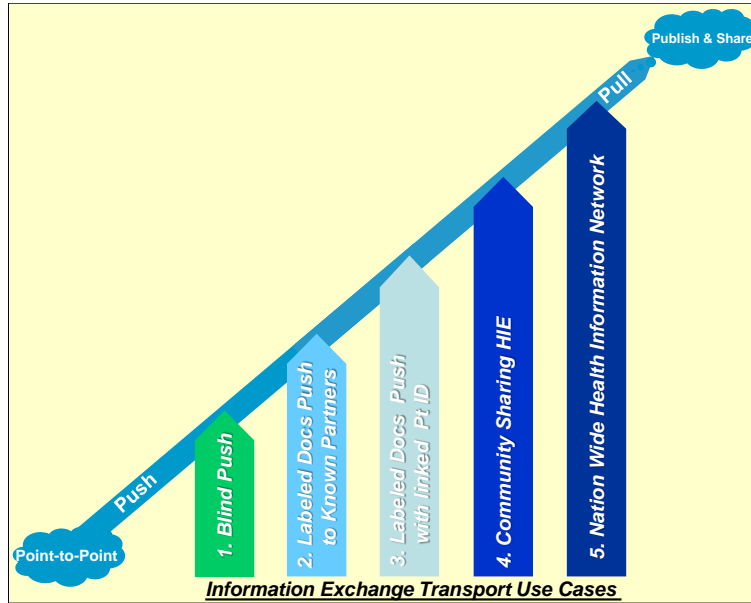 Publish & Share
Pull
Push
Point-to-Point
1. Blind Push
2. Labeled Docs Push
to Known Partners
3. Labeled Docs Push
with linked Pt ID
4. Community Sharing HIE
5. Nation Wide Health Information Network
Information Exchange Transport Use Cases